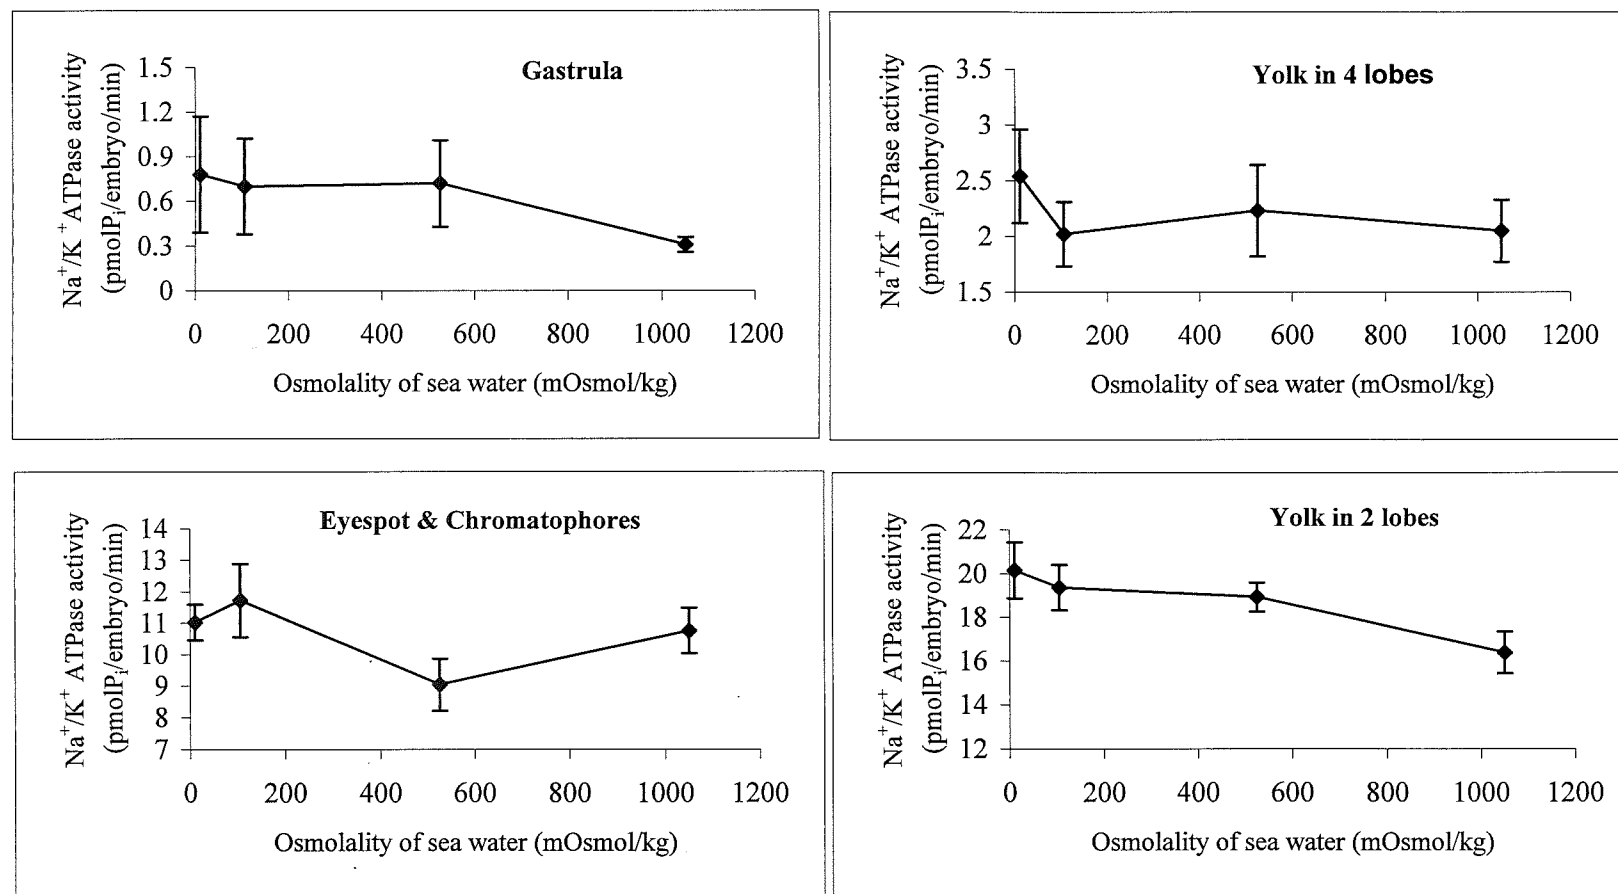 Gastrula
Na⁺/K⁺ ATPase activity
(pmolPᵢ/embryo/min)
1.5
1.2
0.9
0.6
0.3
0
0 200 400 600 800 1000 1200
Osmolality of sea water (mOsmol/kg)
Yolk in 4 lobes
Na⁺/K⁺ ATPase activity
(pmolPᵢ/embryo/min)
3.5
3
2.5
2
1.5
0 200 400 600 800 1000 1200
Osmolality of sea water (mOsmol/kg)
Eyespot & Chromatophores
Na⁺/K⁺ ATPase activity
(pmolPᵢ/embryo/min)
14
13
12
11
10
9
8
7
0 200 400 600 800 1000 1200
Osmolality of sea water (mOsmol/kg)
Yolk in 2 lobes
Na⁺/K⁺ ATPase activity
(pmolPᵢ/embryo/min)
22
20
18
16
14
12
0 200 400 600 800 1000 1200
Osmolality of sea water (mOsmol/kg)